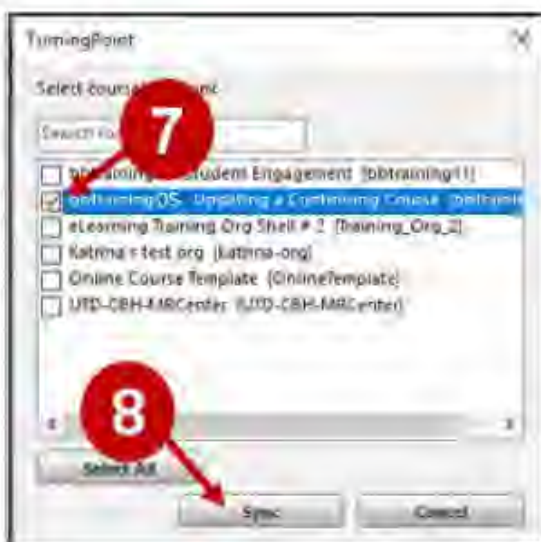 TurningPoint
Select
7
Student Engagement (bbtraining11)
bbtraining05 Updating a Continuing Course
eLearning Training Org Shell # 2 (Training_Org_2)
Katrina's test org (katrina-org)
Online Course Template (OnlineTemplate)
UTD-CBH-MRCenter (UTD-CBH-MRCenter)
8
Select All
Sync
Cancel